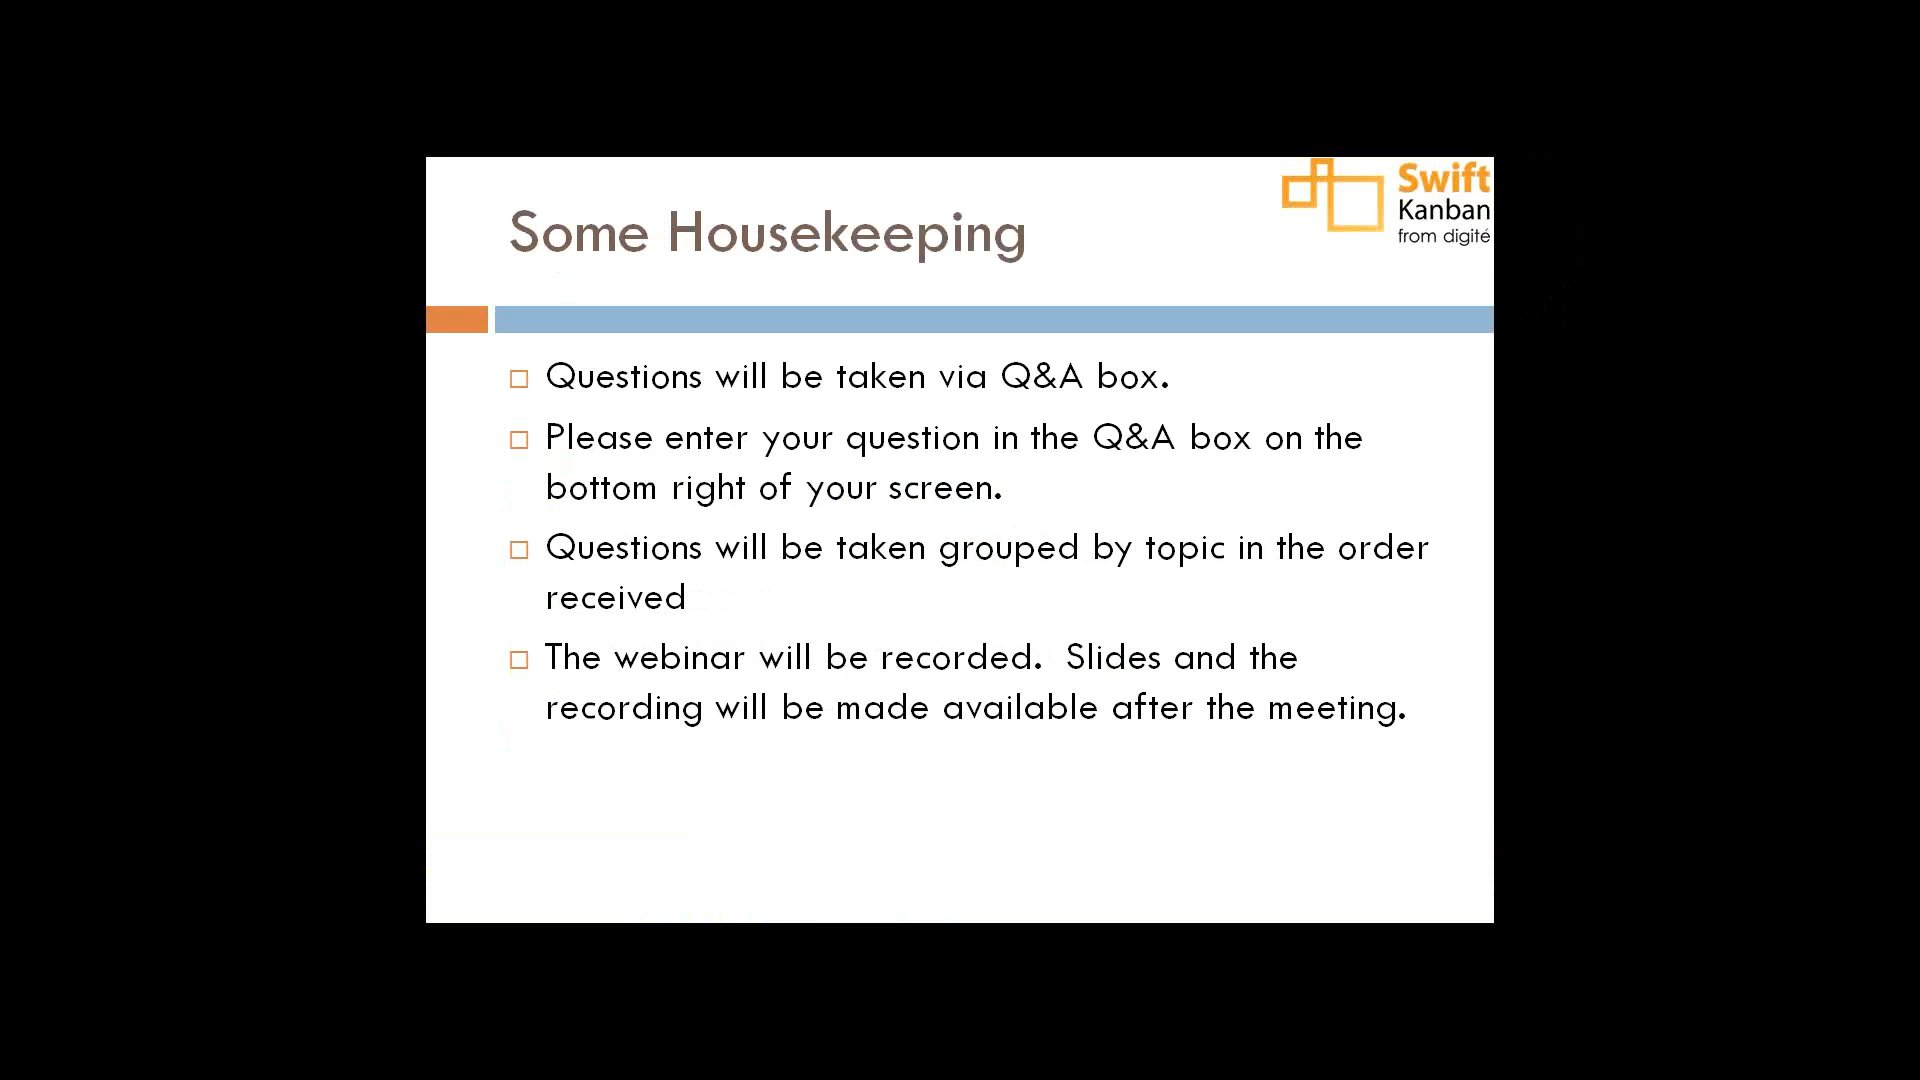 Some Housekeeping
Swift
Kanban
from digité
Questions will be taken via Q&A box.
Please enter your question in the Q&A box on the
bottom right of your screen.
Questions will be taken grouped by topic in the order
received
The webinar will be recorded.  Slides and the
recording will be made available after the meeting.